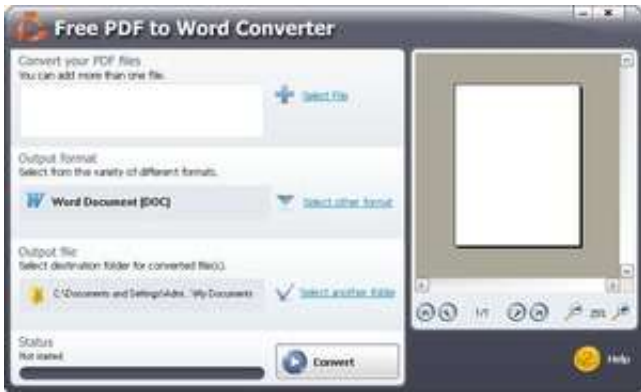 Free PDF to Word Converter
Convert your PDF files
You can add more than one file.
Select File
Output format
Select from the variety of different formats.
Word Document (DOC)
Select other format
Output file
Select destination folder for converted file(s).
C:\Documents and Settings\Admi...\My Documents
Select another folder
1/1
Status
Not started
Convert
Help